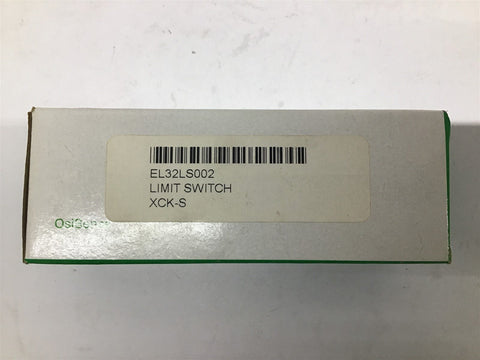 EL32LS002
LIMIT SWITCH
XCK-S